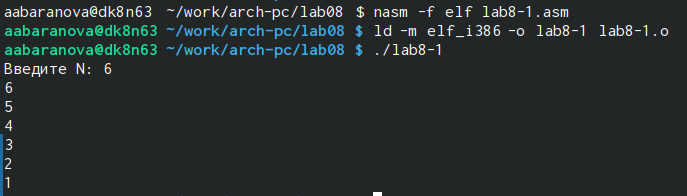 aabaranova@dk8n63 ~/work/arch-pc/lab08 $ nasm -f elf lab8-1.asm
aabaranova@dk8n63 ~/work/arch-pc/lab08 $ ld -m elf_i386 -o lab8-1 lab8-1.o
aabaranova@dk8n63 ~/work/arch-pc/lab08 $ ./lab8-1
Введите N: 6
6
5
4
3
2
1